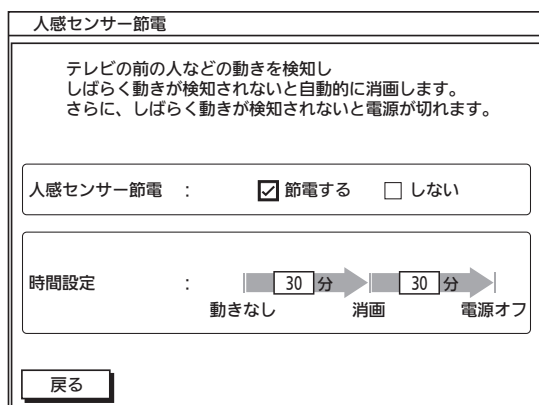 人感センサー節電
テレビの前の人などの動きを検知し
しばらく動きが検知されないと自動的に消画します。
さらに、しばらく動きが検知されないと電源が切れます。
人感センサー節電 : 節電する しない
時間設定 : 30 分 30 分
動きなし 消画 電源オフ
戻る